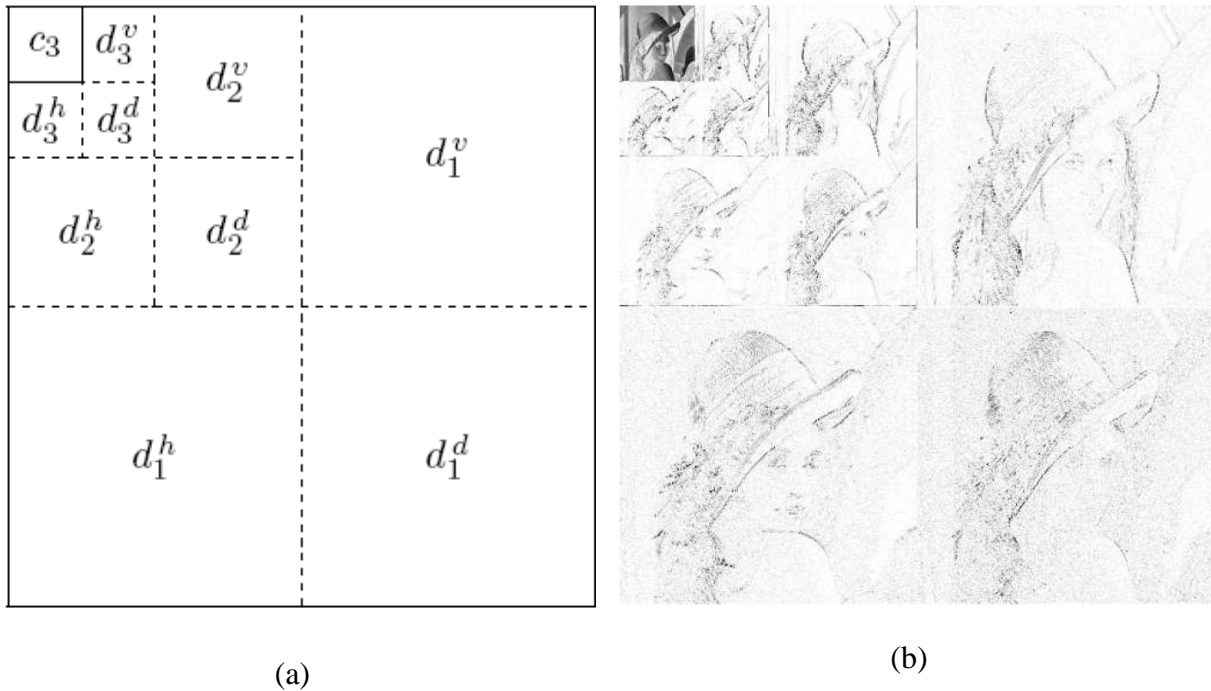 c₃ d₃ᵛ
d₂ᵛ
d₃ʰ d₃ᵈ
d₁ᵛ
d₂ʰ d₂ᵈ
d₁ʰ d₁ᵈ
(a) (b)